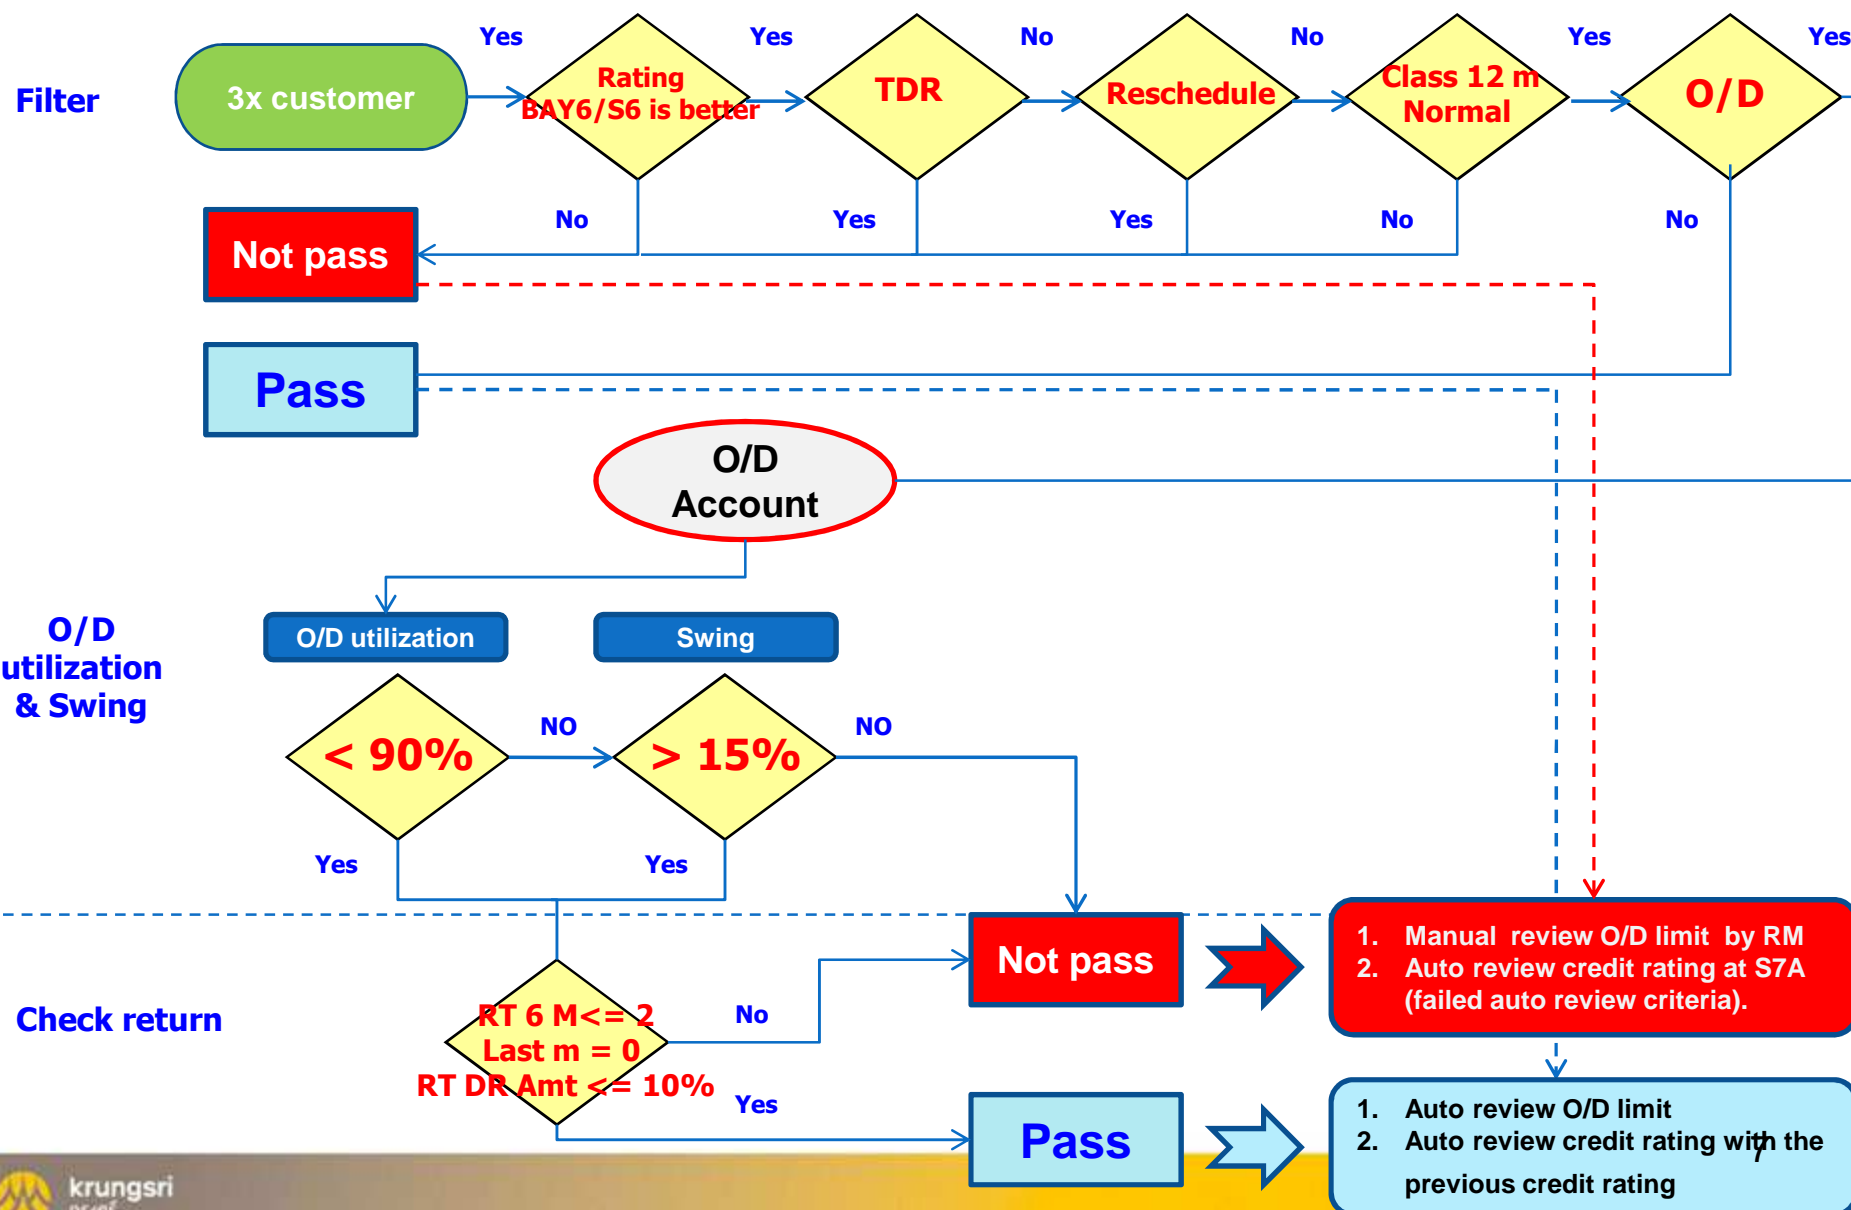 Yes
Yes
No
No
Yes
Yes
Filter
3x customer
Rating
BAY6/S6 is better
TDR
Reschedule
Class 12 m
Normal
O/D
No
Yes
Yes
No
No
Not pass
Pass
O/D
Account
O/D
utilization
& Swing
O/D utilization
Swing
< 90%
NO
> 15%
NO
Yes
Yes
Not pass
1. Manual review O/D limit by RM
2. Auto review credit rating at S7A
(failed auto review criteria).
Check return
RT 6 M<= 2
Last m = 0
RT DR Amt <= 10%
No
Yes
Pass
1. Auto review O/D limit
2. Auto review credit rating with the
previous credit rating
7
krungsri